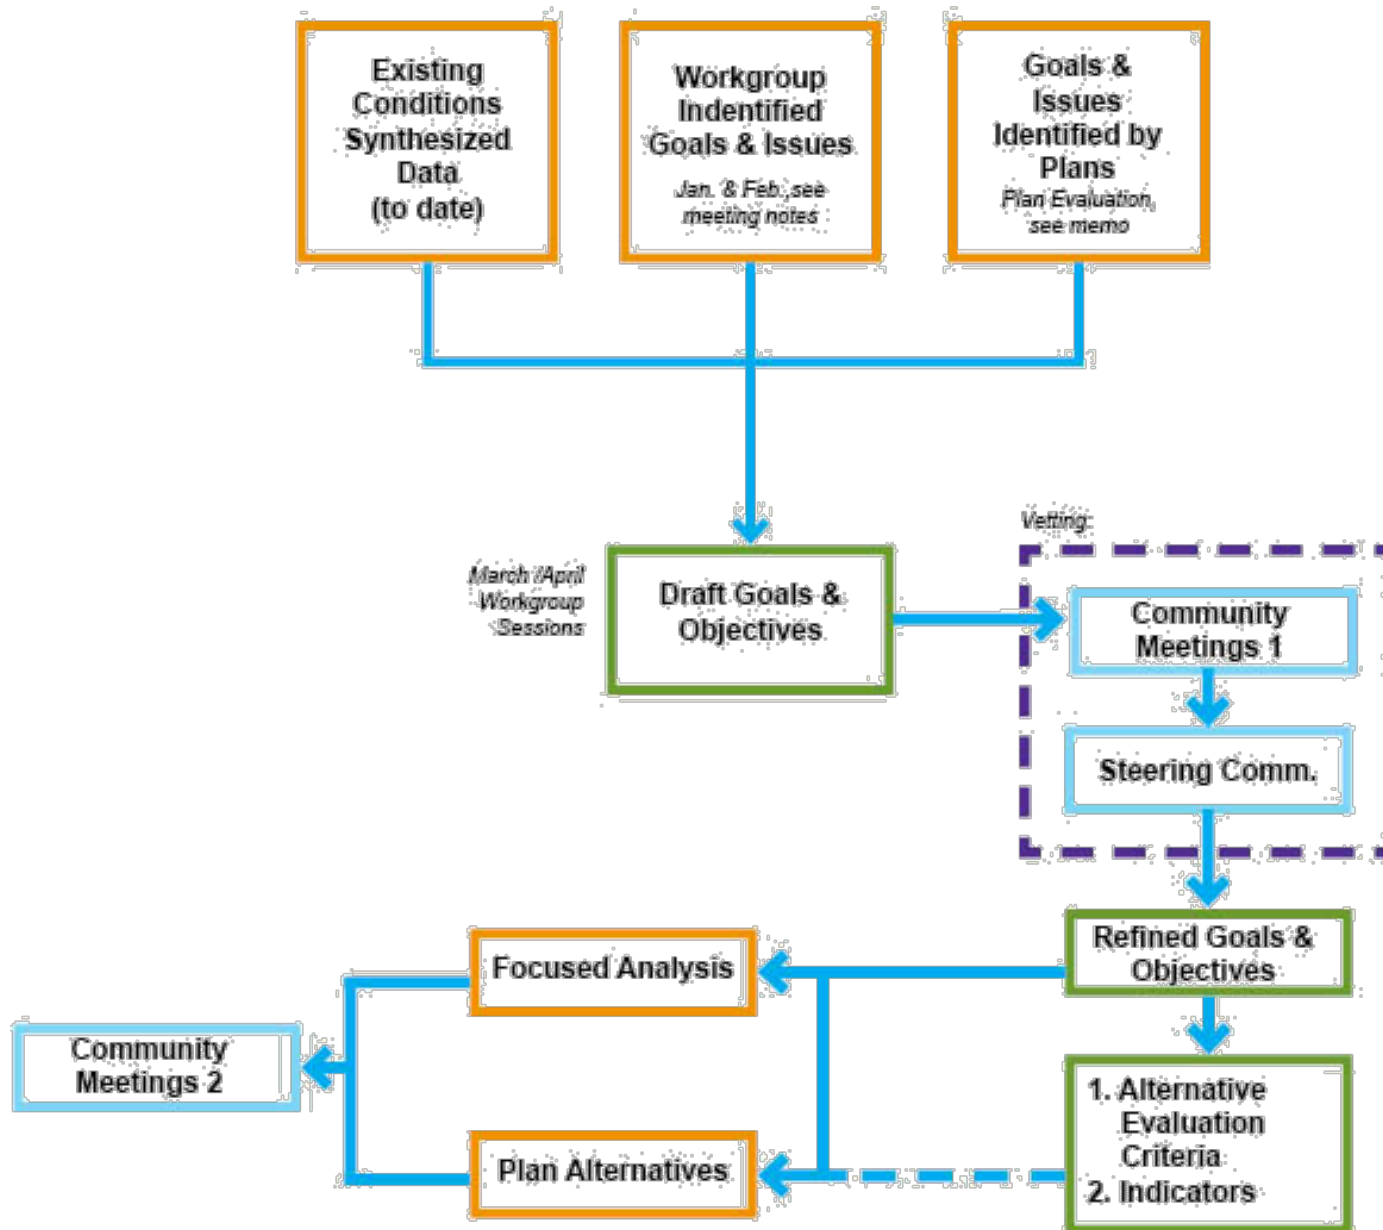 Existing
Conditions
Synthesized
Data
(to date)
Workgroup
Indentified
Goals & Issues
Jan. & Feb., see
meeting notes
Goals &
Issues
Identified by
Plans
Plan Evaluation,
see memo
March /April
Workgroup
Sessions
Draft Goals &
Objectives
Vetting:
Community
Meetings 1
Steering Comm.
Refined Goals &
Objectives
Focused Analysis
Community
Meetings 2
Plan Alternatives
1. Alternative
Evaluation
Criteria
2. Indicators